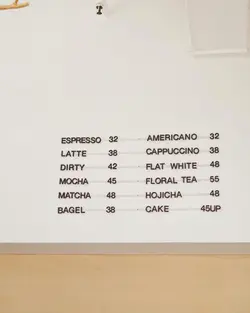 ESPRESSO 32 AMERICANO 32
LATTE 38 CAPPUCCINO 38
DIRTY 42 FLAT WHITE 48
MOCHA 45 FLORAL TEA 55
MATCHA 48 HOJICHA 48
BAGEL 38 CAKE 45UP